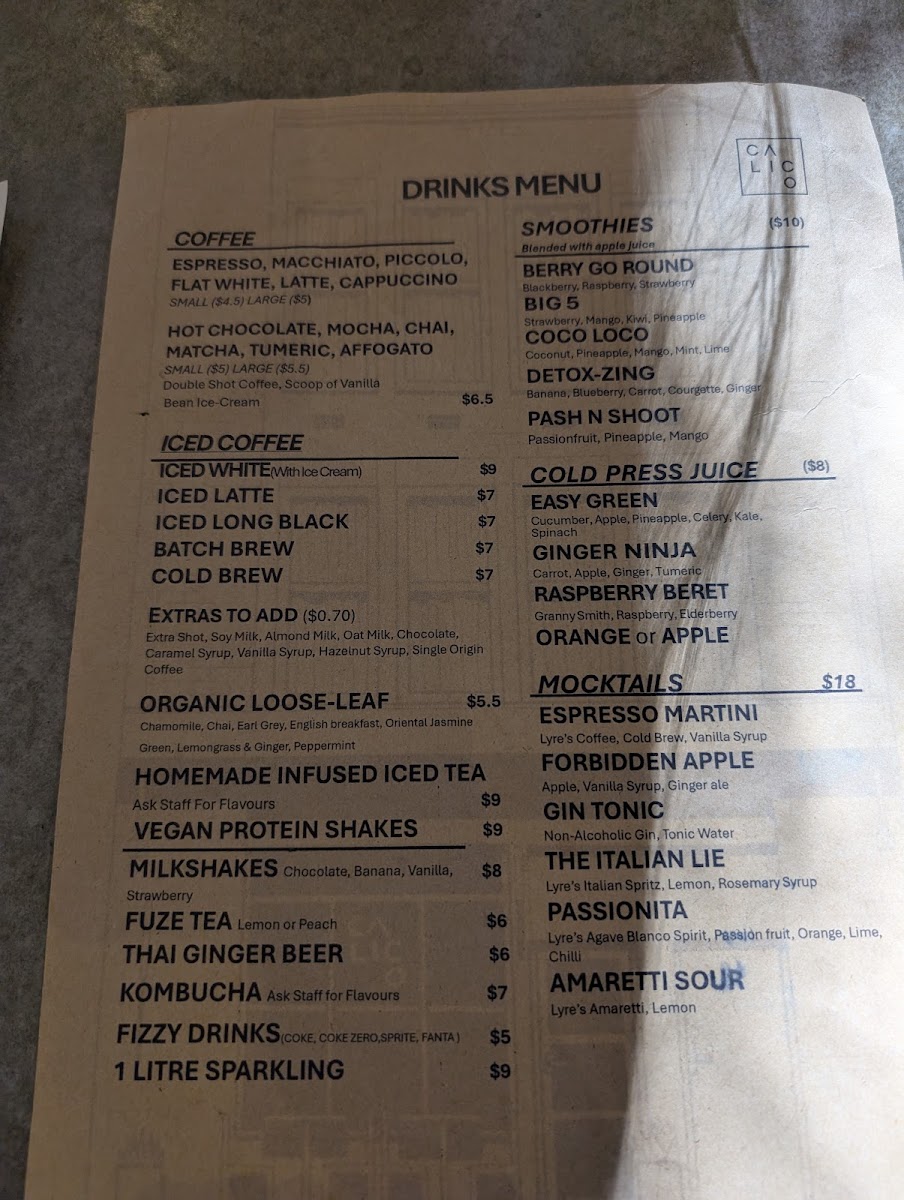 CA
LIC
O
DRINKS MENU
COFFEE
ESPRESSO, MACCHIATO, PICCOLO,
FLAT WHITE, LATTE, CAPPUCCINO
SMALL ($4.5) LARGE ($5)
HOT CHOCOLATE, MOCHA, CHAI,
MATCHA, TUMERIC, AFFOGATO
SMALL ($5) LARGE ($5.5)
Double Shot Coffee, Scoop of Vanilla
Bean Ice-Cream $6.5
ICED COFFEE
ICED WHITE(With Ice Cream) $9
ICED LATTE $7
ICED LONG BLACK $7
BATCH BREW $7
COLD BREW $7
EXTRAS TO ADD ($0.70)
Extra Shot, Soy Milk, Almond Milk, Oat Milk, Chocolate,
Caramel Syrup, Vanilla Syrup, Hazelnut Syrup, Single Origin
Coffee
ORGANIC LOOSE-LEAF $5.5
Chamomile, Chai, Earl Grey, English breakfast, Oriental Jasmine
Green, Lemongrass & Ginger, Peppermint
HOMEMADE INFUSED ICED TEA
Ask Staff For Flavours $9
VEGAN PROTEIN SHAKES $9
MILKSHAKES Chocolate, Banana, Vanilla, $8
Strawberry
FUZE TEA Lemon or Peach $6
THAI GINGER BEER $6
KOMBUCHA Ask Staff for Flavours $7
FIZZY DRINKS(COKE, COKE ZERO,SPRITE, FANTA ) $5
1 LITRE SPARKLING $9
SMOOTHIES ($10)
Blended with apple juice
BERRY GO ROUND
Blackberry, Raspberry, Strawberry
BIG 5
Strawberry, Mango, Kiwi, Pineapple
COCO LOCO
Coconut, Pineapple, Mango, Mint, Lime
DETOX-ZING
Banana, Blueberry, Carrot, Courgette, Ginger
PASH N SHOOT
Passionfruit, Pineapple, Mango
COLD PRESS JUICE ($8)
EASY GREEN
Cucumber, Apple, Pineapple, Celery, Kale,
Spinach
GINGER NINJA
Carrot, Apple, Ginger, Tumeric
RASPBERRY BERET
Granny Smith, Raspberry, Elderberry
ORANGE or APPLE
MOCKTAILS $18
ESPRESSO MARTINI
Lyre's Coffee, Cold Brew, Vanilla Syrup
FORBIDDEN APPLE
Apple, Vanilla Syrup, Ginger ale
GIN TONIC
Non-Alcoholic Gin, Tonic Water
THE ITALIAN LIE
Lyre's Italian Spritz, Lemon, Rosemary Syrup
PASSIONITA
Lyre's Agave Blanco Spirit, Passion fruit, Orange, Lime,
Chilli
AMARETTI SOUR
Lyre's Amaretti, Lemon